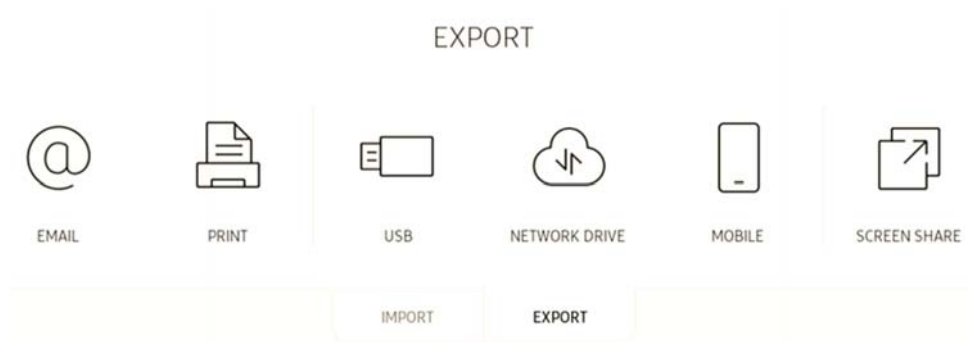 EXPORT
EMAIL PRINT USB NETWORK DRIVE MOBILE SCREEN SHARE
IMPORT EXPORT